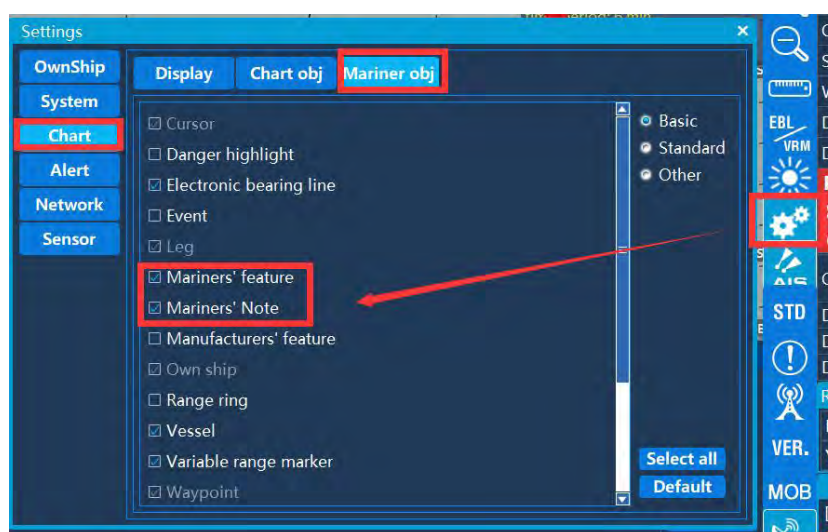 Settings
×
OwnShip
System
Chart
Alert
Network
Sensor
Display
Chart obj
Mariner obj
Cursor
Danger highlight
Electronic bearing line
Event
Leg
Mariners' feature
Mariners' Note
Manufacturers' feature
Own ship
Range ring
Vessel
Variable range marker
Waypoint
Basic
Standard
Other
Select all
Default
EBL
VRM
AIS
STD
VER.
MOB